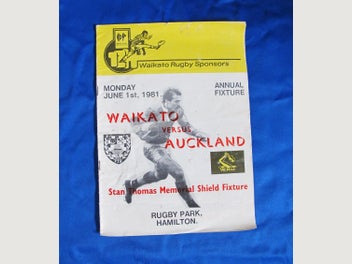 Waikato Rugby Sponsors
MONDAY
JUNE 1st, 1981
ANNUAL
FIXTURE
WAIKATO
VERSUS
AUCKLAND
Stan Thomas Memorial Shield Fixture
RUGBY PARK,
HAMILTON.